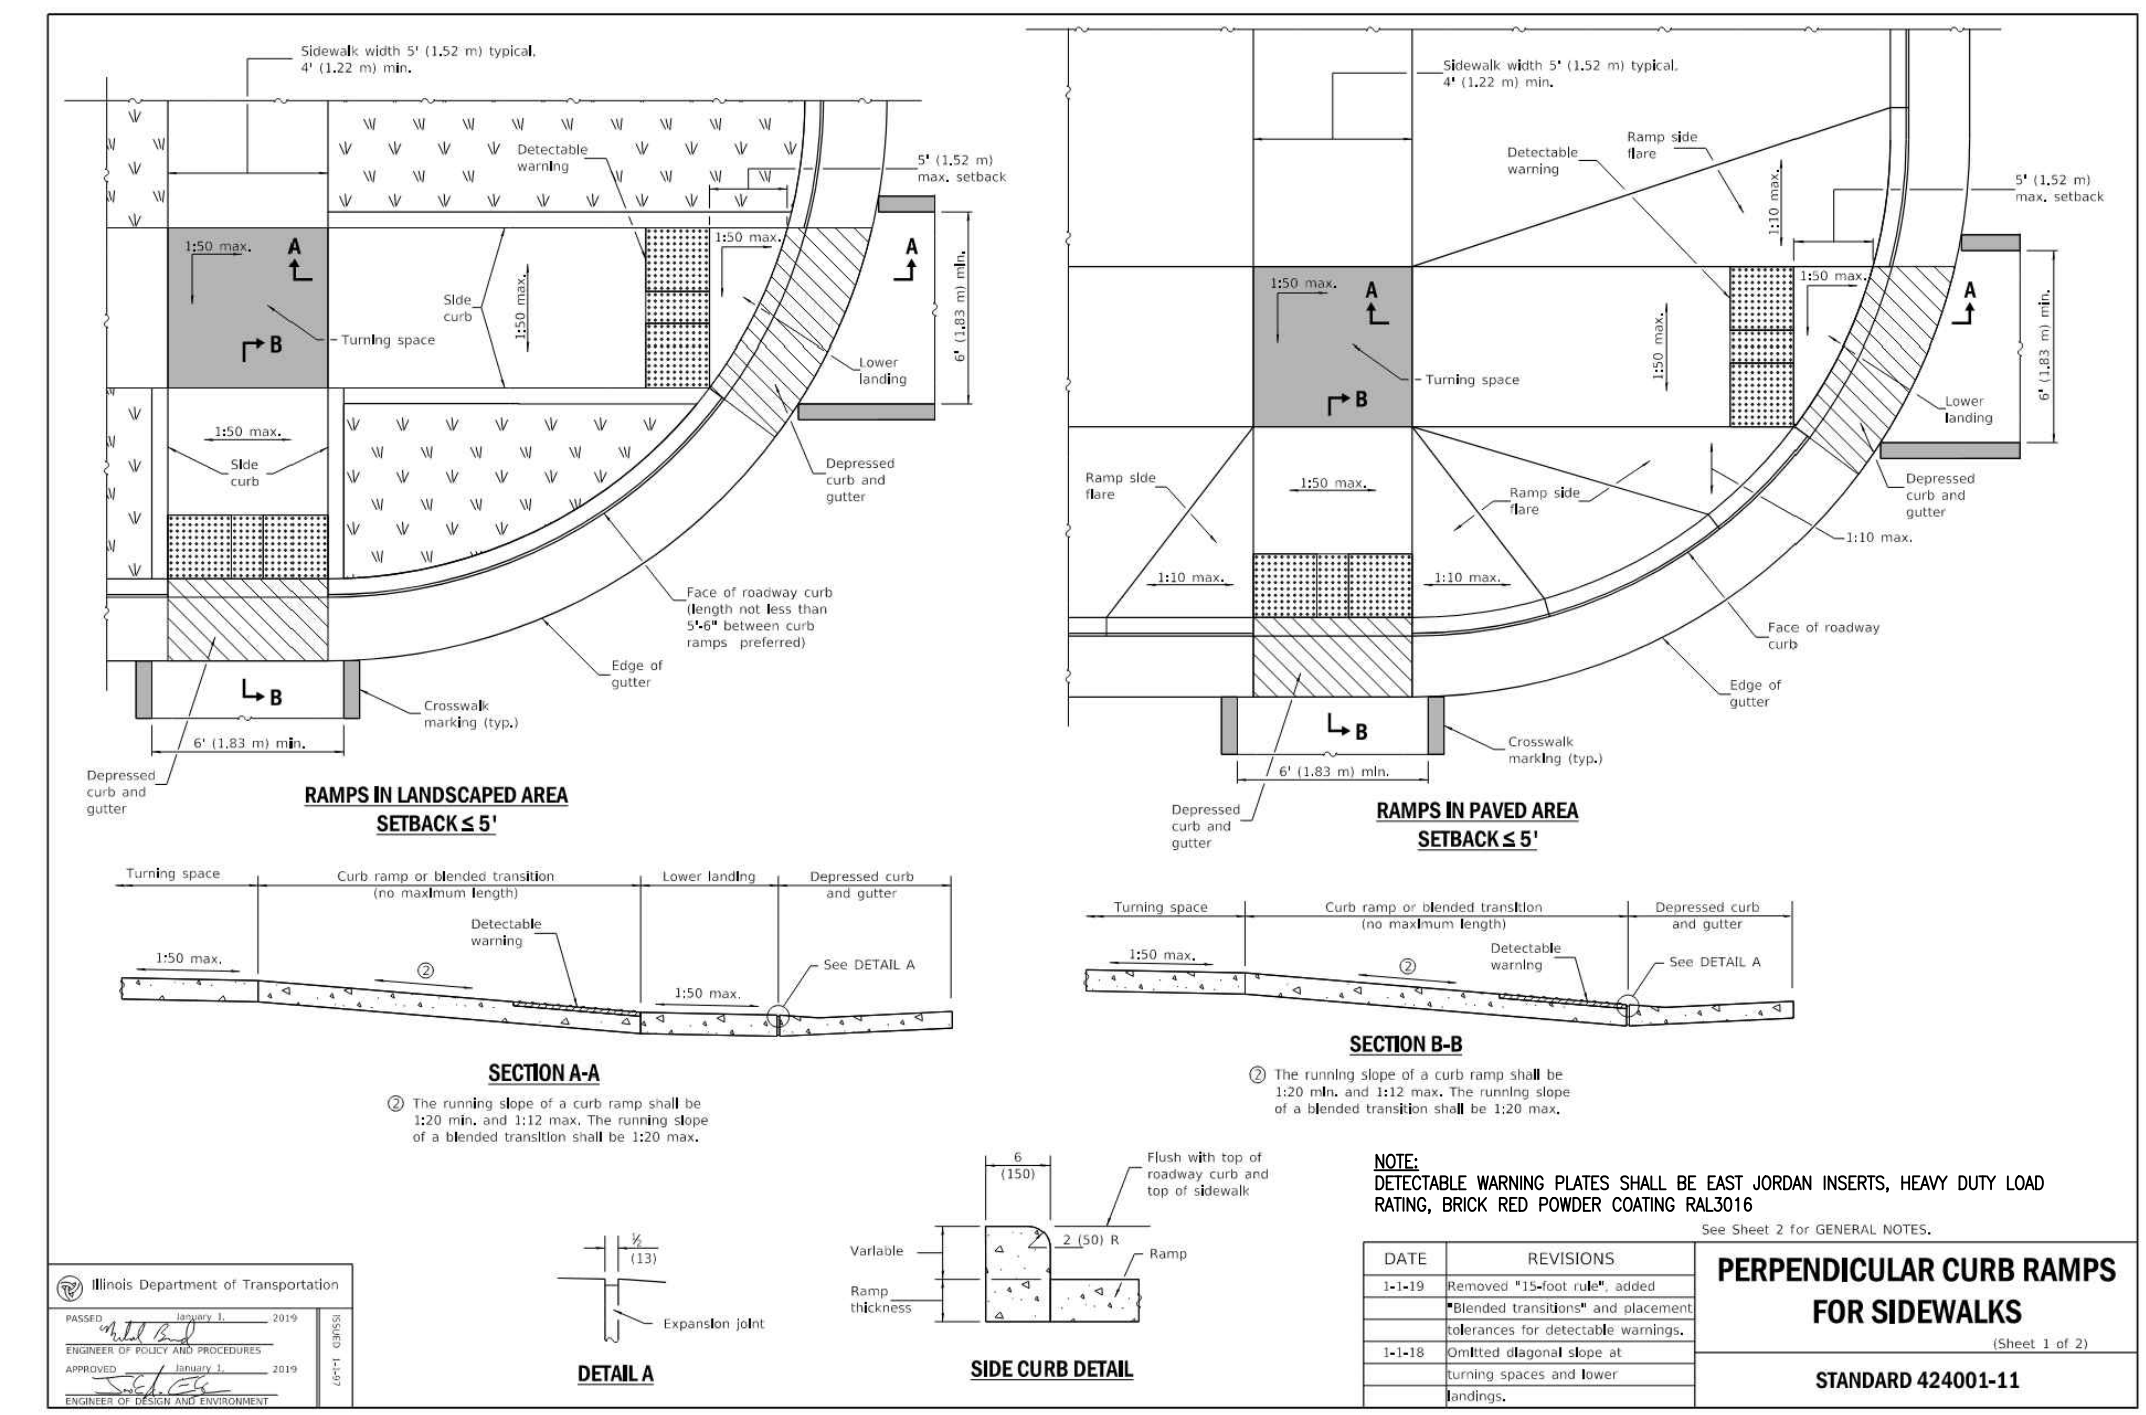 Sidewalk width 5' (1.52 m) typical.
4' (1.22 m) min.
Detectable
warning
5' (1.52 m)
max. setback
1:50 max.
A
1:50 max.
A
Side
curb
1:50 max.
6' (1.83 m) min.
B
Turning space
Lower
landing
1:50 max.
Side
curb
Depressed
curb and
gutter
Face of roadway curb
(length not less than
5'-6" between curb
ramps preferred)
Edge of
gutter
B
Crosswalk
marking (typ.)
6' (1.83 m) min.
Depressed
curb and
gutter
RAMPS IN LANDSCAPED AREA
SETBACK ≤ 5'
Sidewalk width 5' (1.52 m) typical.
4' (1.22 m) min.
Ramp side
flare
Detectable
warning
1:10 max.
5' (1.52 m)
max. setback
1:50 max.
A
1:50 max.
A
1:50 max.
6' (1.83 m) min.
B
Turning space
Lower
landing
Ramp side
flare
1:50 max.
Ramp side
flare
Depressed
curb and
gutter
1:10 max.
1:10 max.
1:10 max.
Face of roadway
curb
Edge of
gutter
B
Crosswalk
marking (typ.)
6' (1.83 m) min.
Depressed
curb and
gutter
RAMPS IN PAVED AREA
SETBACK ≤ 5'
Turning space
Curb ramp or blended transition
(no maximum length)
Lower landing
Depressed curb
and gutter
Detectable
warning
1:50 max.
②
See DETAIL A
1:50 max.
SECTION A-A
② The running slope of a curb ramp shall be
1:20 min. and 1:12 max. The running slope
of a blended transition shall be 1:20 max.
Turning space
Curb ramp or blended transition
(no maximum length)
Depressed curb
and gutter
Detectable
warning
1:50 max.
②
See DETAIL A
SECTION B-B
② The running slope of a curb ramp shall be
1:20 min. and 1:12 max. The running slope
of a blended transition shall be 1:20 max.
½
(13)
Expansion joint
DETAIL A
6
(150)
Flush with top of
roadway curb and
top of sidewalk
Variable
2 (50) R
Ramp
Ramp
thickness
SIDE CURB DETAIL
NOTE:
DETECTABLE WARNING PLATES SHALL BE EAST JORDAN INSERTS, HEAVY DUTY LOAD
RATING, BRICK RED POWDER COATING RAL3016
See Sheet 2 for GENERAL NOTES.
DATE REVISIONS
1-1-19 Removed "15-foot rule", added
"Blended transitions" and placement
tolerances for detectable warnings.
1-1-18 Omitted diagonal slope at
turning spaces and lower
landings.
PERPENDICULAR CURB RAMPS
FOR SIDEWALKS
(Sheet 1 of 2)
STANDARD 424001-11
Illinois Department of Transportation
PASSED January 1, 2019
ENGINEER OF POLICY AND PROCEDURES
APPROVED January 1, 2019
ENGINEER OF DESIGN AND ENVIRONMENT
ISSUED 1-1-97